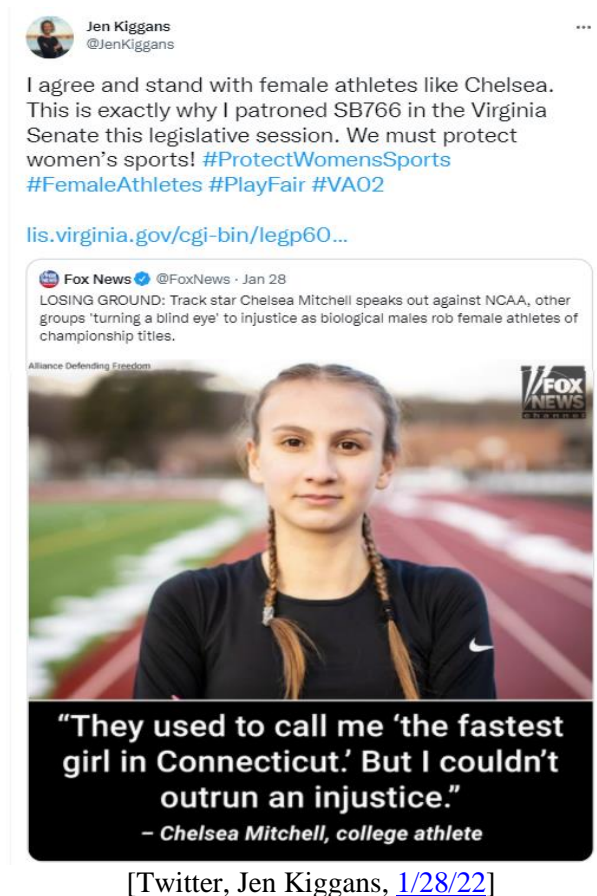 Jen Kiggans
@JenKiggans
I agree and stand with female athletes like Chelsea.
This is exactly why I patroned SB766 in the Virginia
Senate this legislative session. We must protect
women's sports! #ProtectWomensSports
#FemaleAthletes #PlayFair #VA02
lis.virginia.gov/cgi-bin/legp60...
Fox News @FoxNews · Jan 28
LOSING GROUND: Track star Chelsea Mitchell speaks out against NCAA, other
groups 'turning a blind eye' to injustice as biological males rob female athletes of
championship titles.
Alliance Defending Freedom
FOX
NEWS
channel
"They used to call me 'the fastest
girl in Connecticut.' But I couldn't
outrun an injustice."
– Chelsea Mitchell, college athlete
[Twitter, Jen Kiggans, 1/28/22]